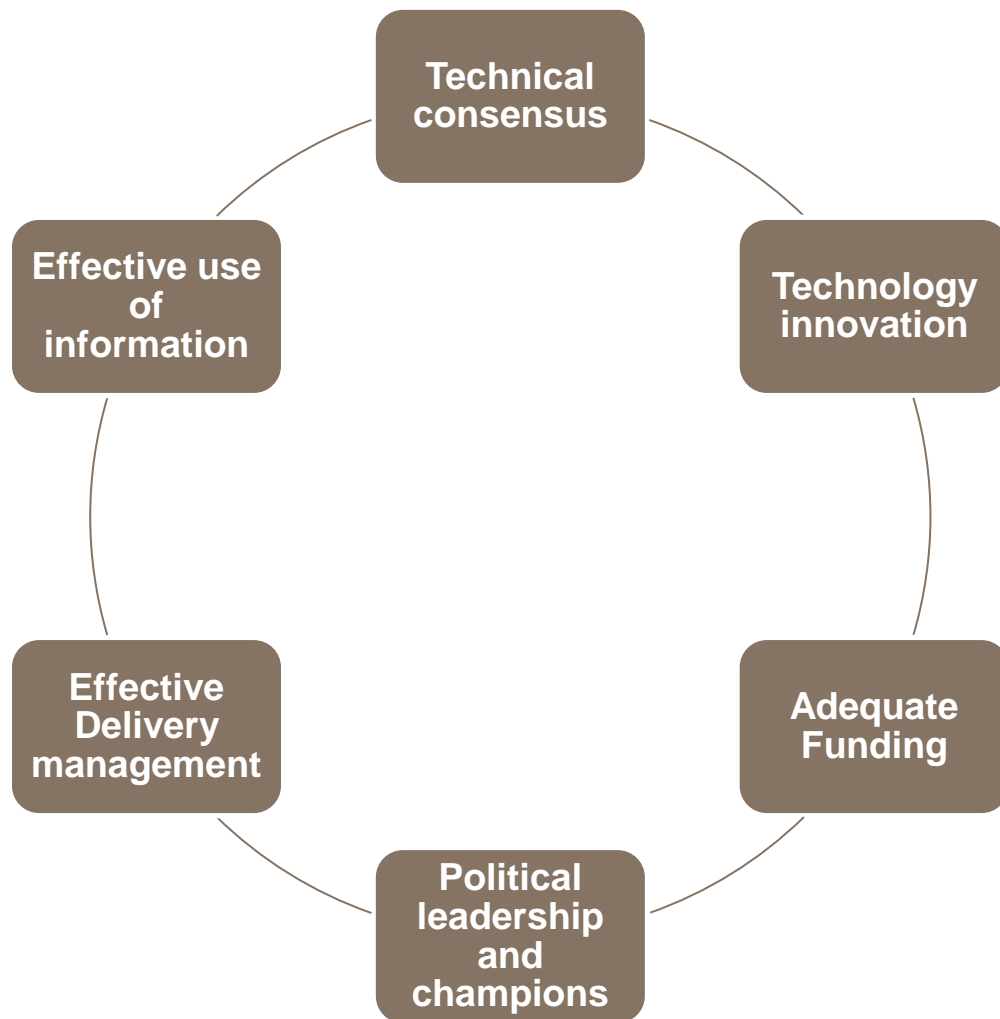 Technical
consensus
Technology
innovation
Adequate
Funding
Political
leadership
and
champions
Effective
Delivery
management
Effective use
of
information